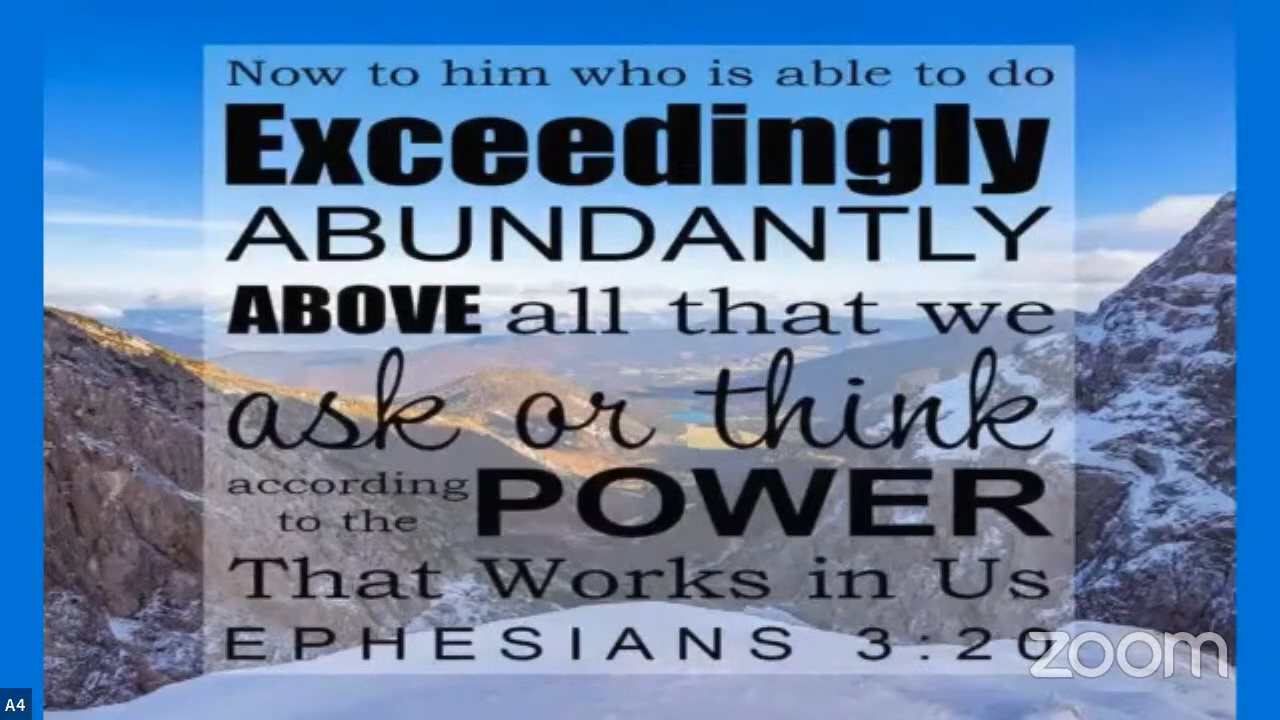 Now to him who is able to do
Exceedingly
ABUNDANTLY
ABOVE all that we
ask or think
according
to the POWER
That Works in Us
EPHESIANS 3:20
zoom
A4